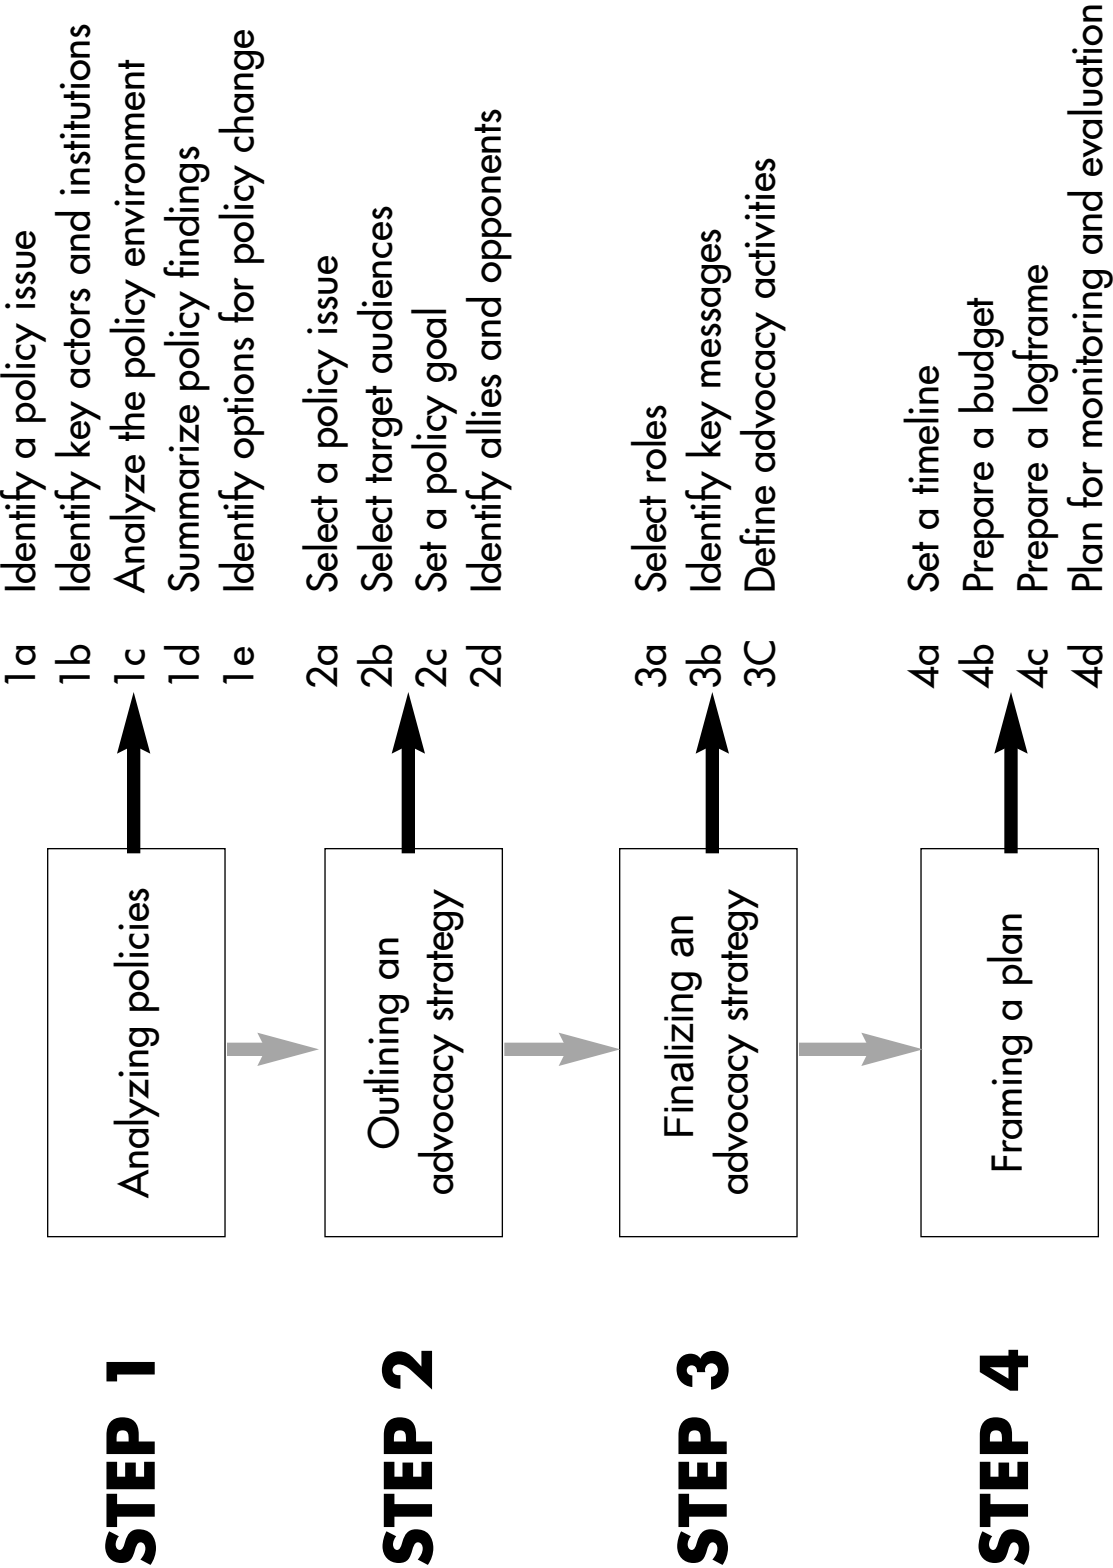 STEP 1
Analyzing policies
1a Identify a policy issue
1b Identify key actors and institutions
1c Analyze the policy environment
1d Summarize policy findings
1e Identify options for policy change
STEP 2
Outlining an
advocacy strategy
2a Select a policy issue
2b Select target audiences
2c Set a policy goal
2d Identify allies and opponents
STEP 3
Finalizing an
advocacy strategy
3a Select roles
3b Identify key messages
3C Define advocacy activities
STEP 4
Framing a plan
4a Set a timeline
4b Prepare a budget
4c Prepare a logframe
4d Plan for monitoring and evaluation